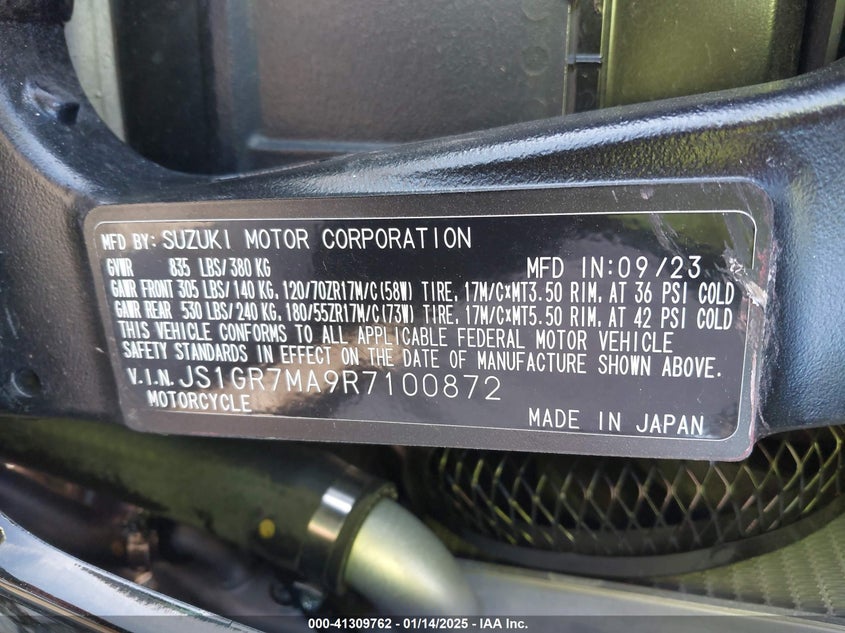 MFD BY: SUZUKI MOTOR CORPORATION
GVWR 835 LBS/380 KG MFD IN:09/23
GAWR FRONT 305 LBS/140 KG, 120/70ZR17M/C(58W) TIRE, 17M/C×MT3.50 RIM, AT 36 PSI COLD
GAWR REAR 530 LBS/240 KG, 180/55ZR17M/C(73W) TIRE, 17M/C×MT5.50 RIM, AT 42 PSI COLD
THIS VEHICLE CONFORMS TO ALL APPLICABLE FEDERAL MOTOR VEHICLE
SAFETY STANDARDS IN EFFECT ON THE DATE OF MANUFACTURE SHOWN ABOVE.
V.I.N. JS1GR7MA9R7100872
MOTORCYCLE MADE IN JAPAN
000-41309762 - 01/14/2025 - IAA Inc.